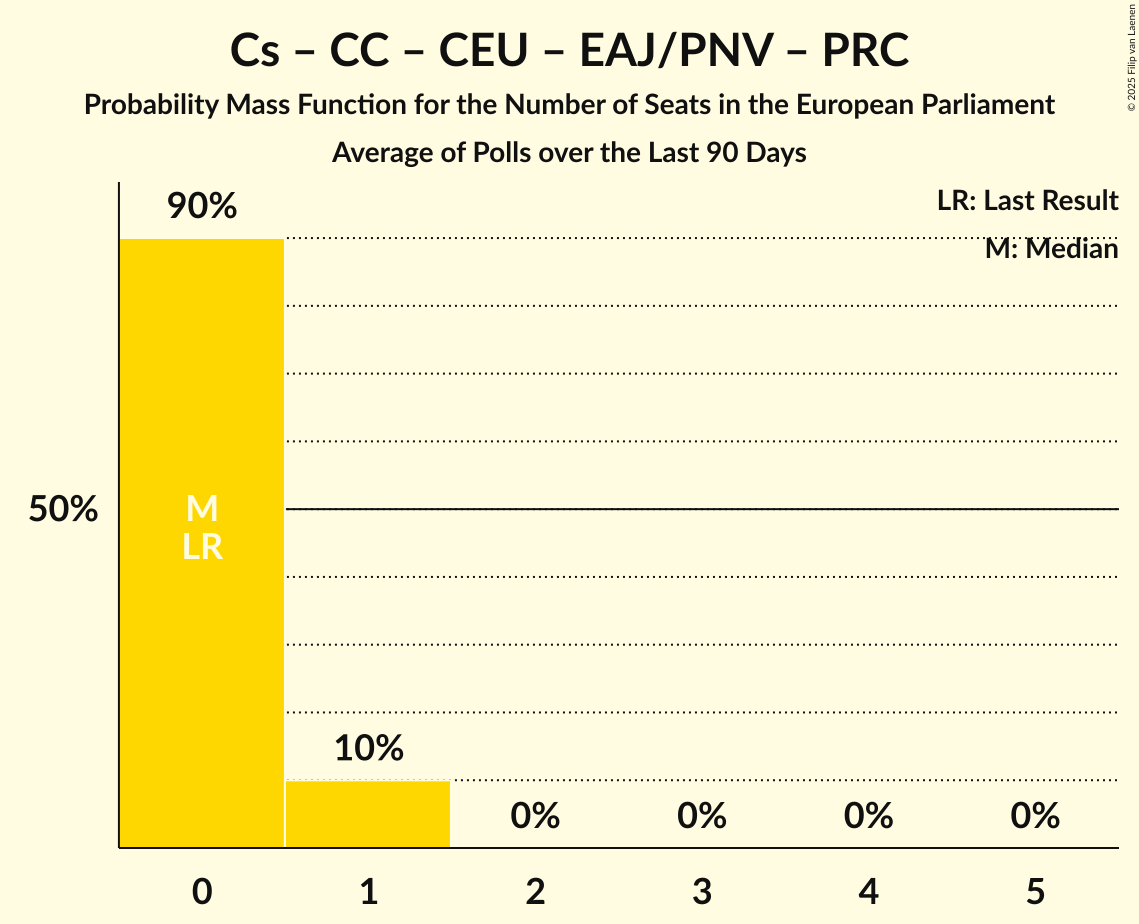 Cs – CC – CEU – EAJ/PNV – PRC
Probability Mass Function for the Number of Seats in the European Parliament
Average of Polls over the Last 90 Days
© 2025 Filip van Laenen
LR: Last Result
M: Median
90%
50%
M
LR
10%
0%
0%
0%
0%
0
1
2
3
4
5